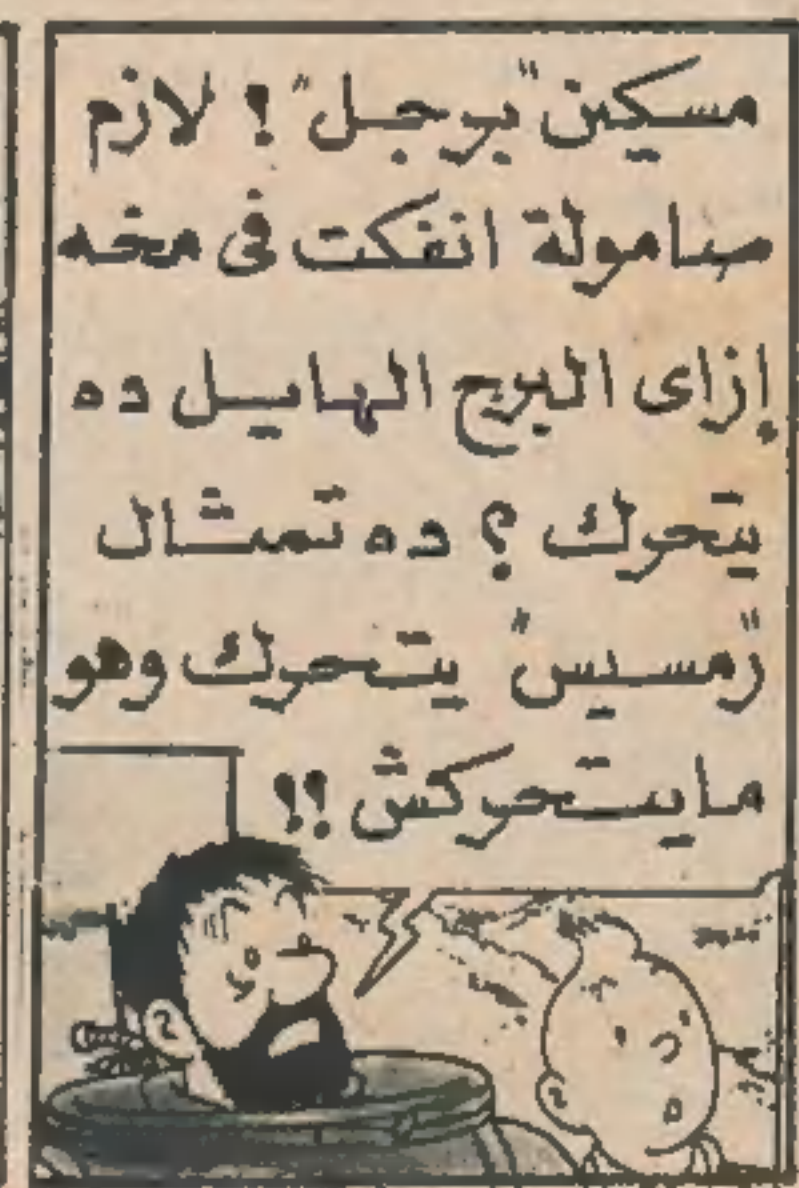 مسكين "برجل"! لازم
صامولة انفكت فى مخه
إزاى البرج الهايل ده
يتحرك؟ ده تمثال
"رمسيس" يتحرك وهو
مايتحركش!!